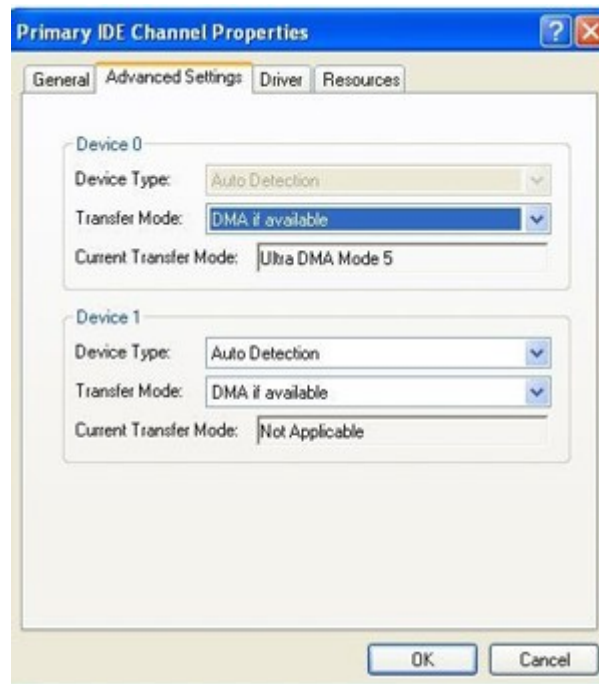 Primary IDE Channel Properties
General Advanced Settings Driver Resources
Device 0
Device Type: Auto Detection
Transfer Mode: DMA if available
Current Transfer Mode: Ultra DMA Mode 5
Device 1
Device Type: Auto Detection
Transfer Mode: DMA if available
Current Transfer Mode: Not Applicable
OK Cancel